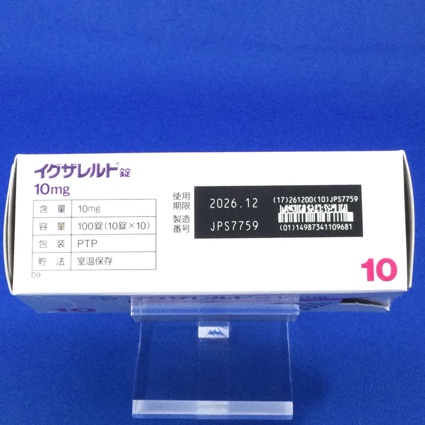 イグザレルト錠
10mg
含 量 10mg
容 量 100錠(10錠×10)
包 装 PTP
貯 法 室温保存
D9
使用
期限 2026.12
製造
番号 JPS7759
(17)261200(10)JPS7759
(01)14987341109681
10